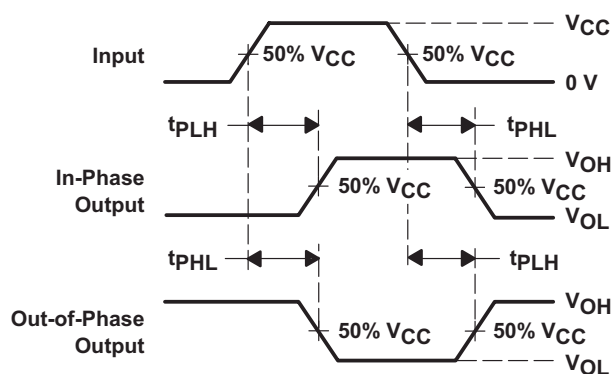 VCC
Input
50% VCC
50% VCC
0 V
tPLH
tPHL
VOH
In-Phase
Output
50% VCC
50% VCC
VOL
tPHL
tPLH
VOH
Out-of-Phase
Output
50% VCC
50% VCC
VOL